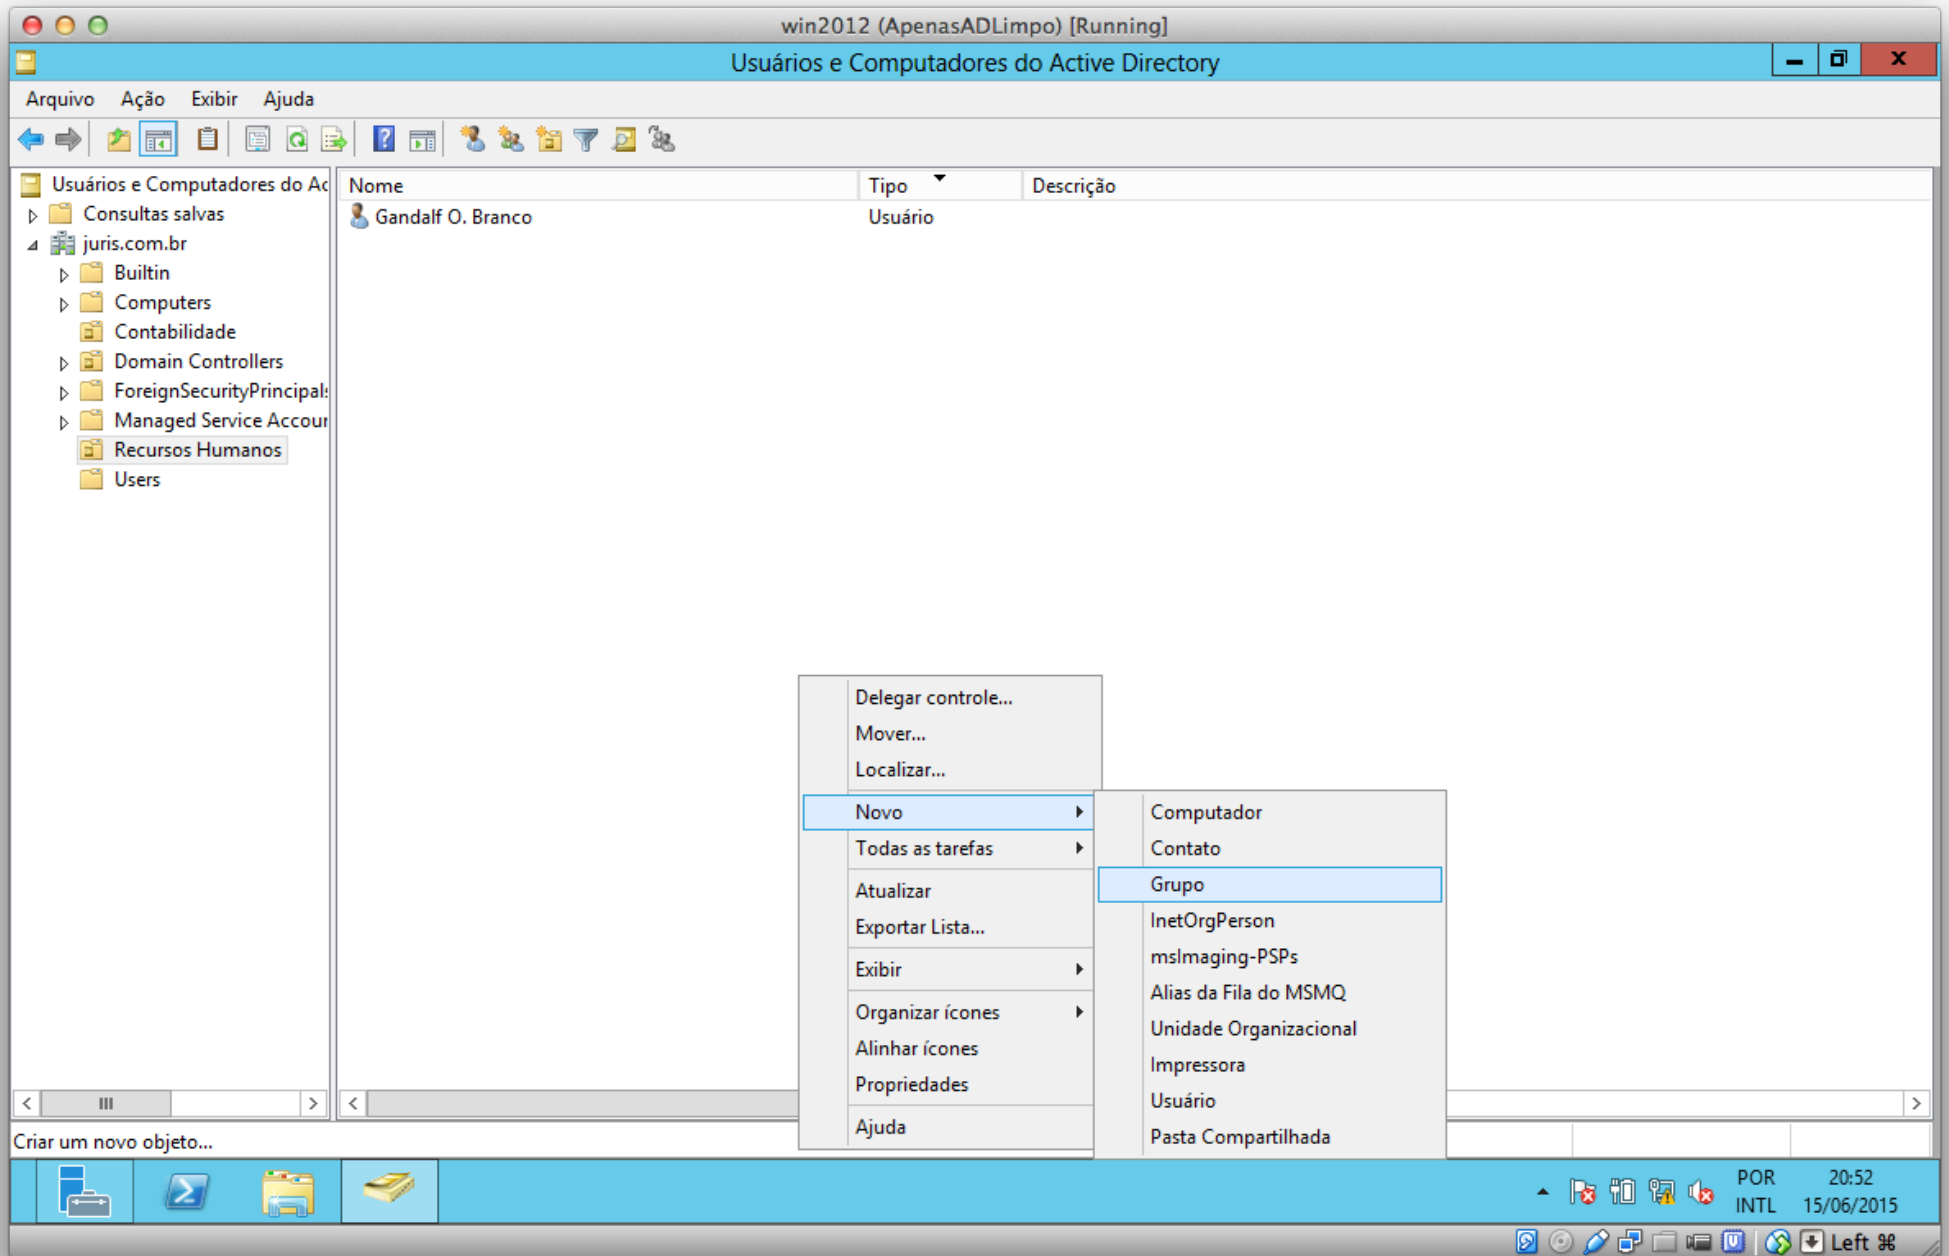 win2012 (ApenasADLimpo) [Running]
Usuários e Computadores do Active Directory
Arquivo Ação Exibir Ajuda
Usuários e Computadores do Ac
Consultas salvas
juris.com.br
Builtin
Computers
Contabilidade
Domain Controllers
ForeignSecurityPrincipals
Managed Service Accour
Recursos Humanos
Users
Nome Tipo Descrição
Gandalf O. Branco Usuário
Delegar controle...
Mover...
Localizar...
Novo
Todas as tarefas
Atualizar
Exportar Lista...
Exibir
Organizar ícones
Alinhar ícones
Propriedades
Ajuda
Computador
Contato
Grupo
InetOrgPerson
msImaging-PSPs
Alias da Fila do MSMQ
Unidade Organizacional
Impressora
Usuário
Pasta Compartilhada
Criar um novo objeto...
POR 20:52
INTL 15/06/2015
Left ⌘